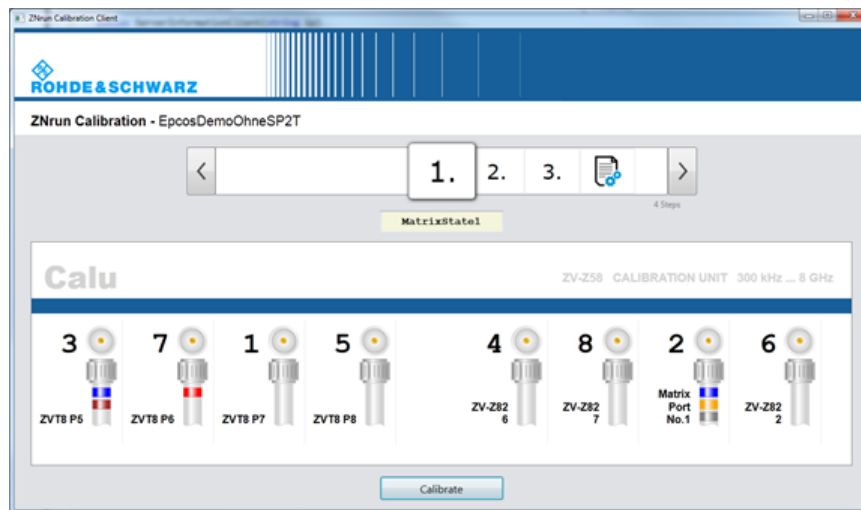 ZNrun Calibration Client
ROHDE&SCHWARZ
ZNrun Calibration - EpcosDemoOhneSP2T
1. 2. 3.
4 Steps
MatrixState1
Calu
ZV-Z58 CALIBRATION UNIT 300 kHz ... 8 GHz
3 7 1 5 4 8 2 6
ZVT8 P5
ZVT8 P6
ZVT8 P7
ZVT8 P8
ZV-Z82
6
ZV-Z82
7
Matrix
Port
No.1
ZV-Z82
2
Calibrate